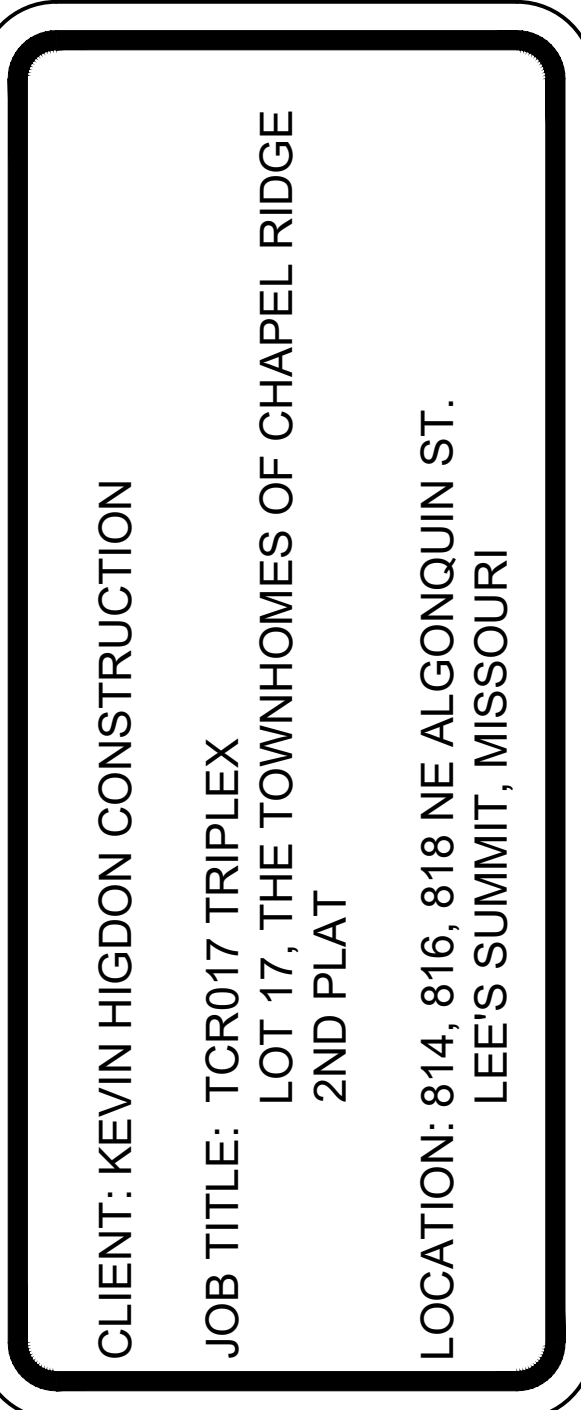 CLIENT: KEVIN HIGDON CONSTRUCTION
JOB TITLE: TCR017 TRIPLEX
LOT 17, THE TOWNHOMES OF CHAPEL RIDGE
2ND PLAT
LOCATION: 814, 816, 818 NE ALGONQUIN ST.
LEE'S SUMMIT, MISSOURI